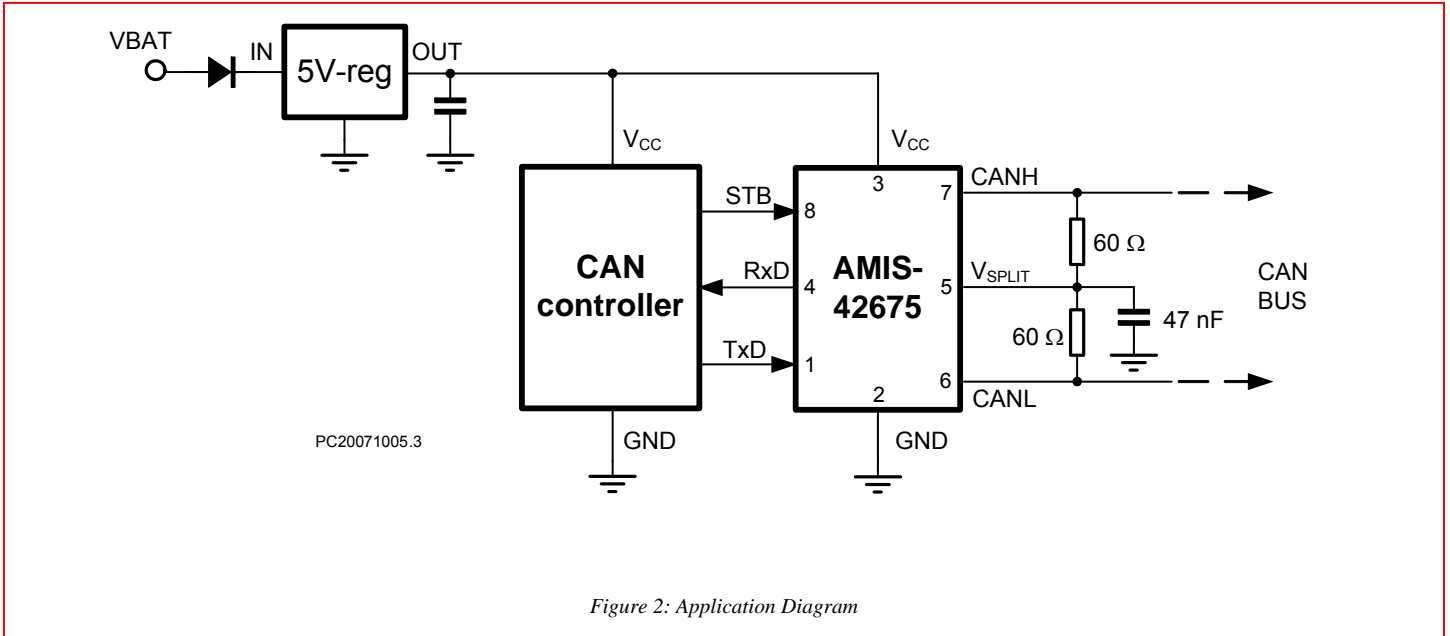 VBAT
IN
5V-reg
OUT
VCC
VCC
CAN
controller
STB
RxD
TxD
8
4
1
3
AMIS-
42675
2
7
5
6
CANH
VSPLIT
CANL
60 Ω
60 Ω
47 nF
CAN
BUS
GND
GND
PC20071005.3
Figure 2: Application Diagram